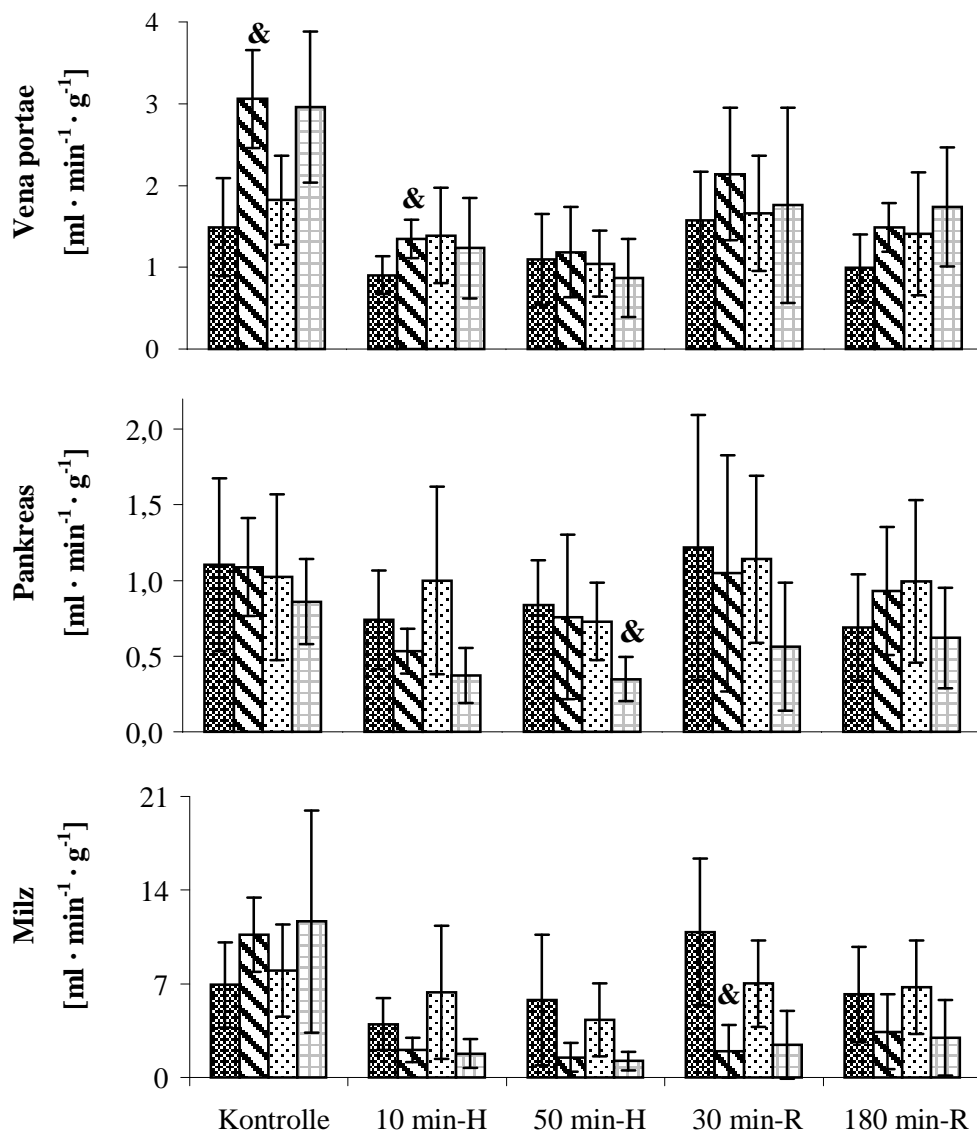 Vena portae
[ml · min⁻¹ · g⁻¹]
4
3
2
1
0
&
&
Pankreas
[ml · min⁻¹ · g⁻¹]
2,0
1,5
1,0
0,5
0,0
&
Milz
[ml · min⁻¹ · g⁻¹]
21
14
7
0
&
Kontrolle 10 min-H 50 min-H 30 min-R 180 min-R